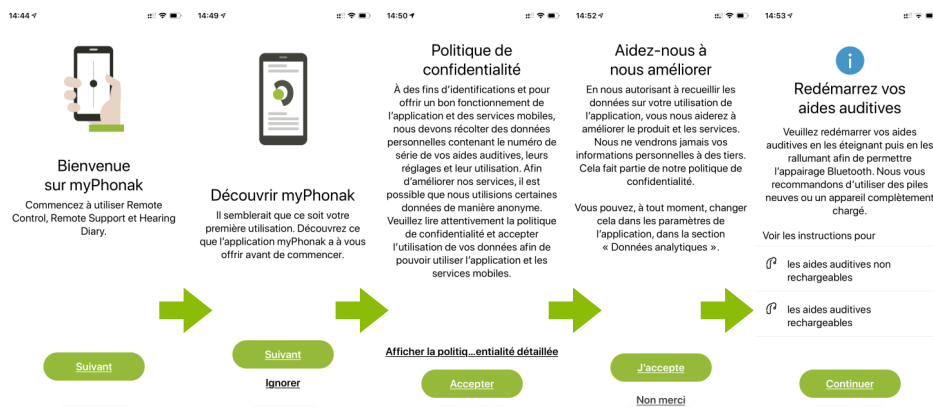 14:44
Bienvenue
sur myPhonak
Commencez à utiliser Remote
Control, Remote Support et Hearing
Diary.
Suivant
14:49
Découvrir myPhonak
Il semblerait que ce soit votre
première utilisation. Découvrez ce
que l'application myPhonak a à vous
offrir avant de commencer.
Suivant
Ignorer
14:50
Politique de
confidentialité
À des fins d'identifications et pour
offrir un bon fonctionnement de
l'application et des services mobiles,
nous devons récolter des données
personnelles contenant le numéro de
série de vos aides auditives, leurs
réglages et leur utilisation. Afin
d'améliorer nos services, il est
possible que nous utilisions certaines
données de manière anonyme.
Veuillez lire attentivement la politique
de confidentialité et accepter
l'utilisation de vos données afin de
pouvoir utiliser l'application et les
services mobiles.
Afficher la politiq...entialité détaillée
Accepter
14:52
Aidez-nous à
nous améliorer
En nous autorisant à recueillir les
données sur votre utilisation de
l'application, vous nous aiderez à
améliorer le produit et les services.
Nous ne vendrons jamais vos
informations personnelles à des tiers.
Cela fait partie de notre politique de
confidentialité.
Vous pouvez, à tout moment, changer
cela dans les paramètres de
l'application, dans la section
« Données analytiques ».
J'accepte
Non merci
14:53
i
Redémarrez vos
aides auditives
Veuillez redémarrer vos aides
auditives en les éteignant puis en les
rallumant afin de permettre
l'appairage Bluetooth. Nous vous
recommandons d'utiliser des piles
neuves ou un appareil complètement
chargé.
Voir les instructions pour
les aides auditives non
rechargeables
les aides auditives
rechargeables
Continuer